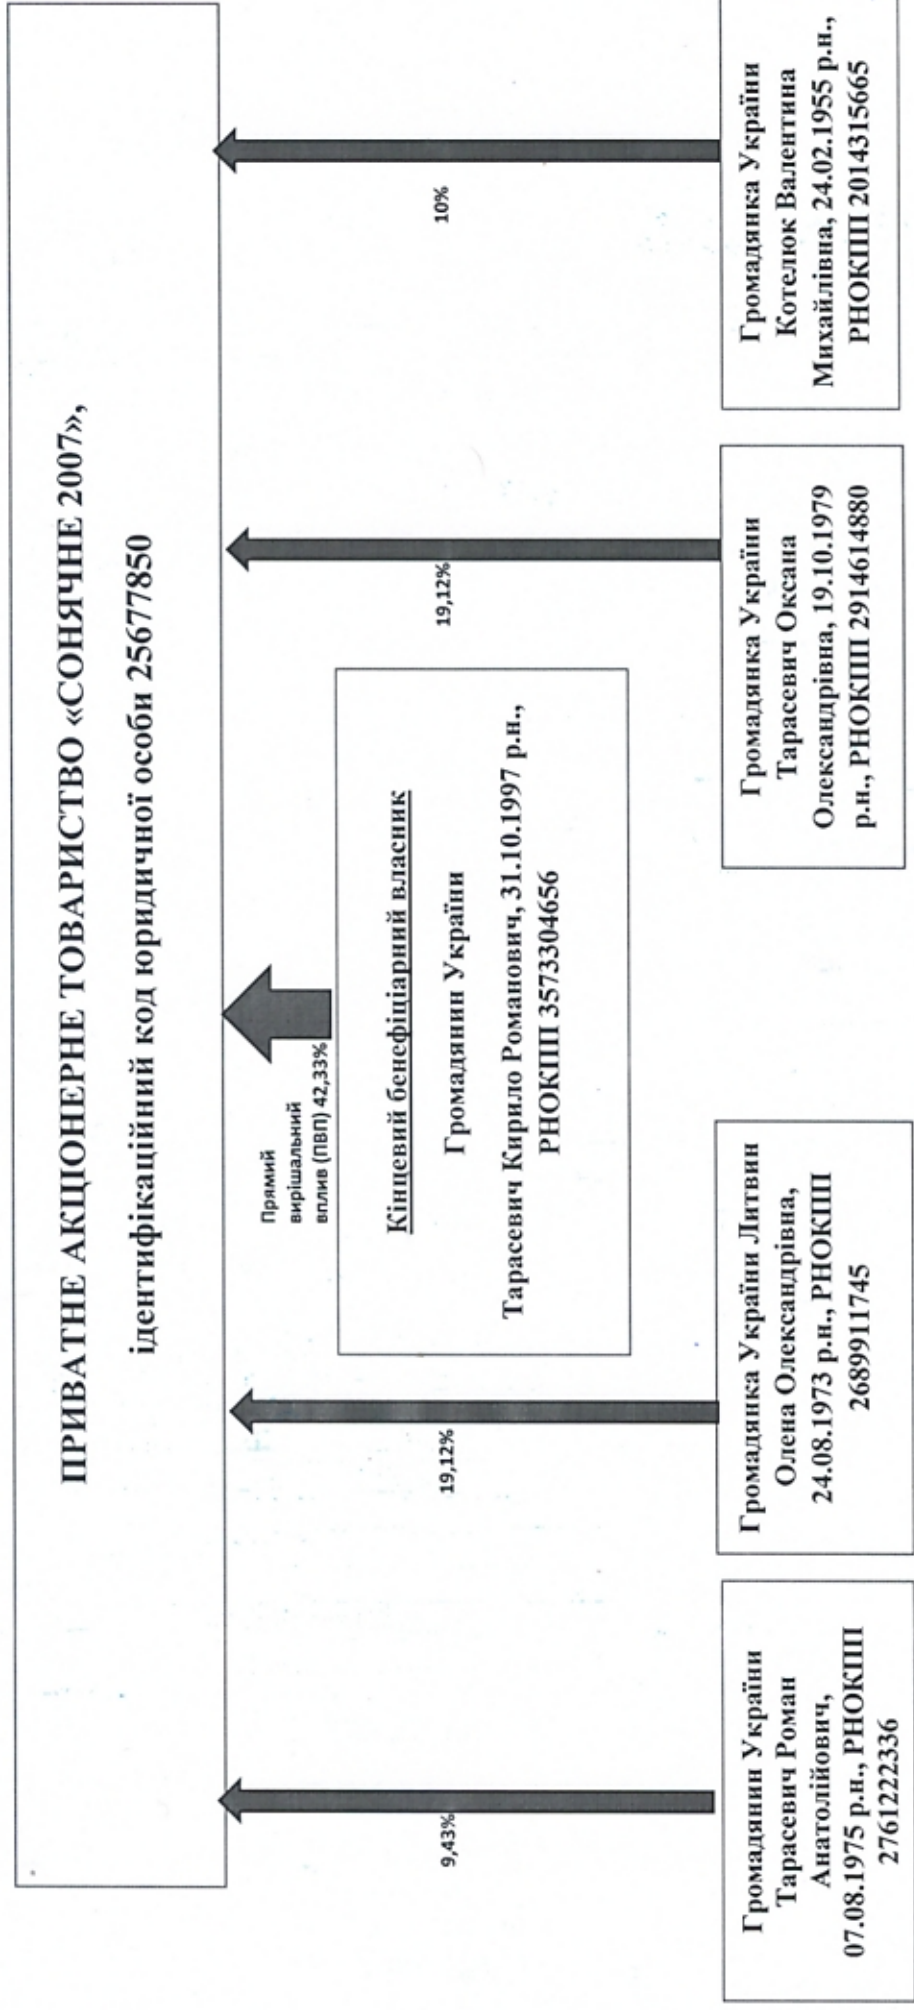 ПРИВАТНЕ АКЦІОНЕРНЕ ТОВАРИСТВО «СОНЯЧНЕ 2007»,
ідентифікаційний код юридичної особи 25677850
Прямий
вирішальний
вплив (ПВП) 42,33%
9,43%
19,12%
19,12%
10%
Кінцевий бенефіціарний власник
Громадянин України
Тарасевич Кирило Романович, 31.10.1997 р.н.,
РНОКПП 3573304656
Громадянин України
Тарасевич Роман
Анатолійович,
07.08.1975 р.н., РНОКПП
2761222336
Громадянка України Литвин
Олена Олександрівна,
24.08.1973 р.н., РНОКПП
2689911745
Громадянка України
Тарасевич Оксана
Олександрівна, 19.10.1979
р.н., РНОКПП 2914614880
Громадянка України
Котелюк Валентина
Михайлівна, 24.02.1955 р.н.,
РНОКПП 2014315665